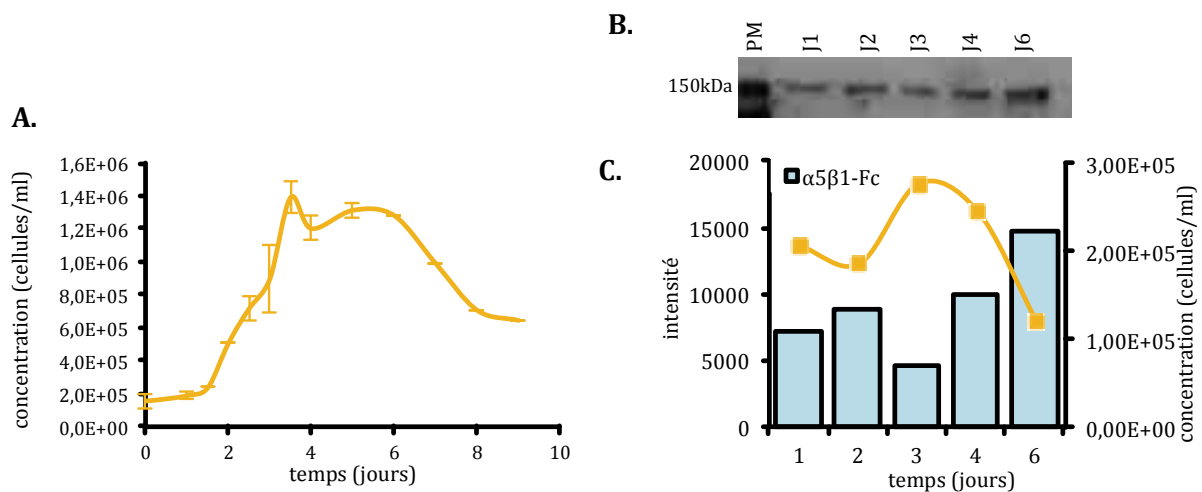 A.
concentration (cellules/ml)
1,6E+06
1,4E+06
1,2E+06
1,0E+06
8,0E+05
6,0E+05
4,0E+05
2,0E+05
0,0E+00
0 2 4 6 8 10
temps (jours)
B.
PM J1 J2 J3 J4 J6
150kDa
C.
intensité
20000
15000
10000
5000
0
α5β1-Fc
3,00E+05
2,00E+05
1,00E+05
0,00E+00
concentration (cellules/ml)
1 2 3 4 6
temps (jours)